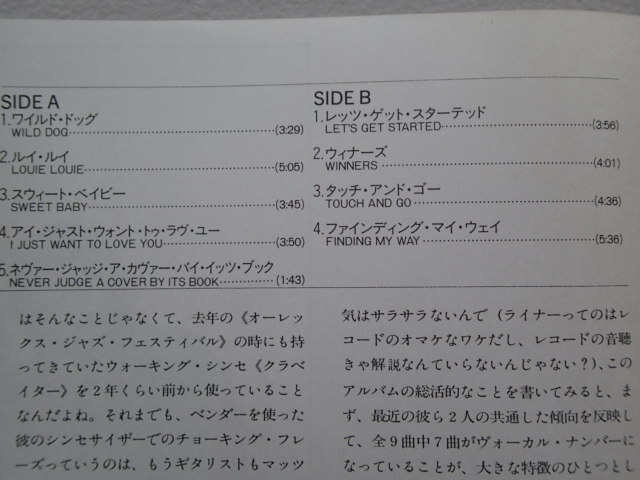 SIDE A
1.ワイルド・ドッグ
WILD DOG……(3:29)
2.ルイ・ルイ
LOUIE LOUIE……(5:05)
3.スウィート・ベイビー
SWEET BABY……(3:45)
4.アイ・ジャスト・ウォント・トゥ・ラヴ・ユー
I JUST WANT TO LOVE YOU……(3:50)
5.ネヴァー・ジャッジ・ア・カヴァー・バイ・イッツ・ブック
NEVER JUDGE A COVER BY ITS BOOK……(1:43)
SIDE B
1.レッツ・ゲット・スターテッド
LET'S GET STARTED……(3:56)
2.ウィナーズ
WINNERS……(4:01)
3.タッチ・アンド・ゴー
TOUCH AND GO……(4:36)
4.ファインディング・マイ・ウェイ
FINDING MY WAY……(5:36)
はそんなことじゃなくて、去年の《オーレッ
クス・ジャズ・フェスティバル》の時にも持
ってきていたウォーキング・シンセ《クラベ
イター》を2年くらい前から使っていること
なんだよね。それまでも、ベンダーを使った
彼のシンセサイザーでのチョーキング・フレ
ーズっていうのは、もうギタリストもマッツ
気はサラサラないんで（ライナーってのはレ
コードのオマケなワケだし、レコードの音聴
きゃ解説なんていらないんじゃない？）、この
アルバムの総活的なことを書いてみると、ま
ず、最近の彼ら2人の共通した傾向を反映し
て、全9曲中7曲がヴォーカル・ナンバーに
なっていることが、大きな特徴のひとつとし